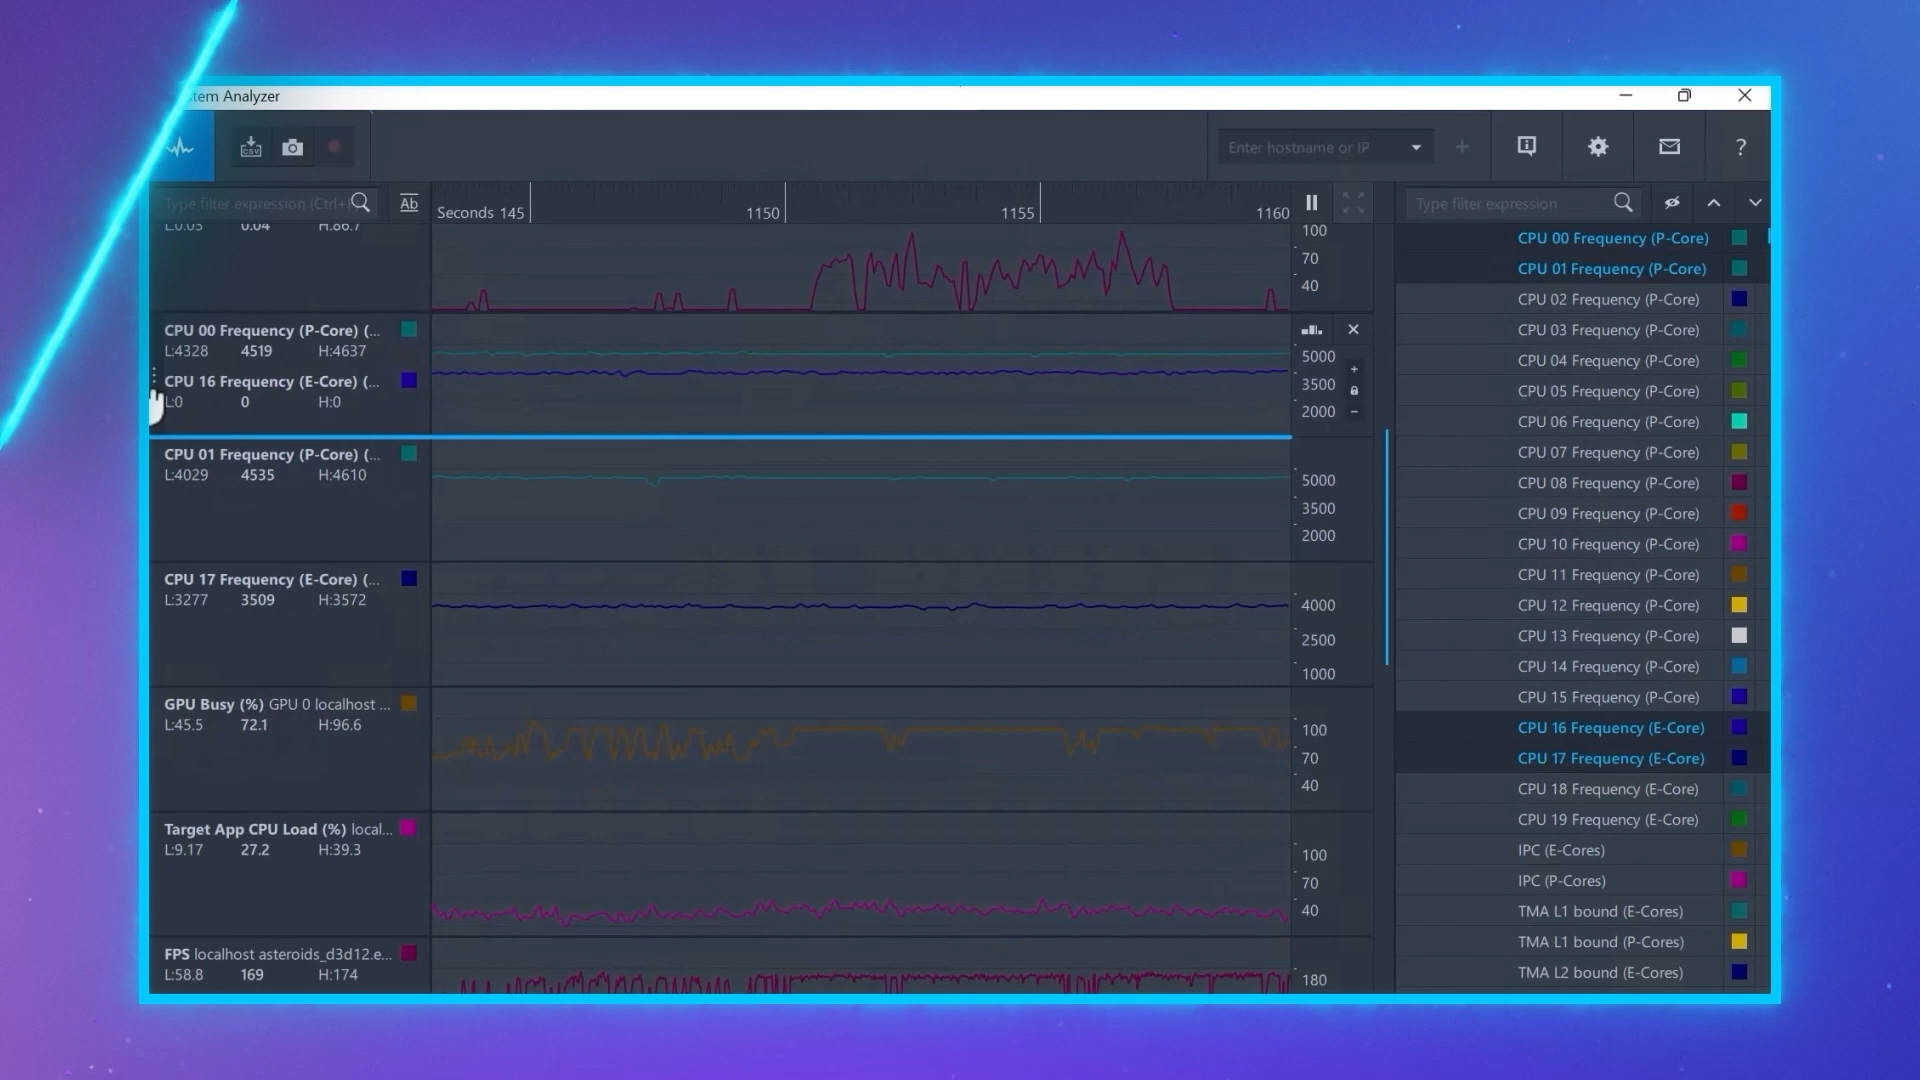 tem Analyzer
CSV
Enter hostname or IP
+
?
Type filter expression (Ctrl+F
Ab
Seconds 145
1150
1155
1160
Type filter expression
L:0.03 0.04 H:86.7
100
70
40
CPU 00 Frequency (P-Core) (...
L:4328 4519 H:4637
CPU 16 Frequency (E-Core) (...
L:0 0 H:0
5000
3500
2000
CPU 01 Frequency (P-Core) (...
L:4029 4535 H:4610
5000
3500
2000
CPU 17 Frequency (E-Core) (...
L:3277 3509 H:3572
4000
2500
1000
GPU Busy (%) GPU 0 localhost ...
L:45.5 72.1 H:96.6
100
70
40
Target App CPU Load (%) local...
L:9.17 27.2 H:39.3
100
70
40
FPS localhost asteroids_d3d12.e...
L:58.8 169 H:174
180
CPU 00 Frequency (P-Core)
CPU 01 Frequency (P-Core)
CPU 02 Frequency (P-Core)
CPU 03 Frequency (P-Core)
CPU 04 Frequency (P-Core)
CPU 05 Frequency (P-Core)
CPU 06 Frequency (P-Core)
CPU 07 Frequency (P-Core)
CPU 08 Frequency (P-Core)
CPU 09 Frequency (P-Core)
CPU 10 Frequency (P-Core)
CPU 11 Frequency (P-Core)
CPU 12 Frequency (P-Core)
CPU 13 Frequency (P-Core)
CPU 14 Frequency (P-Core)
CPU 15 Frequency (P-Core)
CPU 16 Frequency (E-Core)
CPU 17 Frequency (E-Core)
CPU 18 Frequency (E-Core)
CPU 19 Frequency (E-Core)
IPC (E-Cores)
IPC (P-Cores)
TMA L1 bound (E-Cores)
TMA L1 bound (P-Cores)
TMA L2 bound (E-Cores)